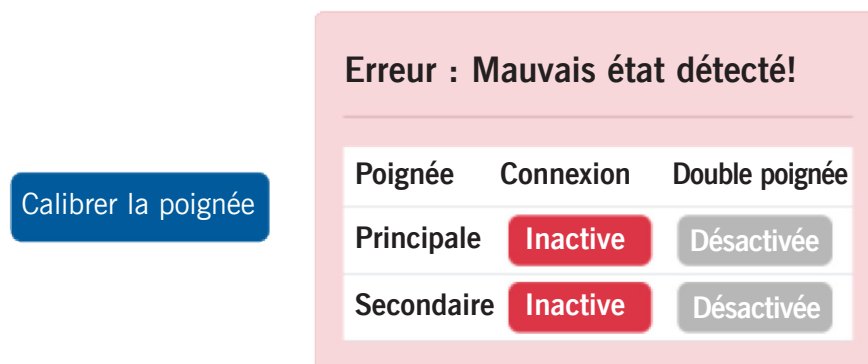 Calibrer la poignée
Erreur : Mauvais état détecté!
Poignée Connexion Double poignée
Principale Inactive Désactivée
Secondaire Inactive Désactivée